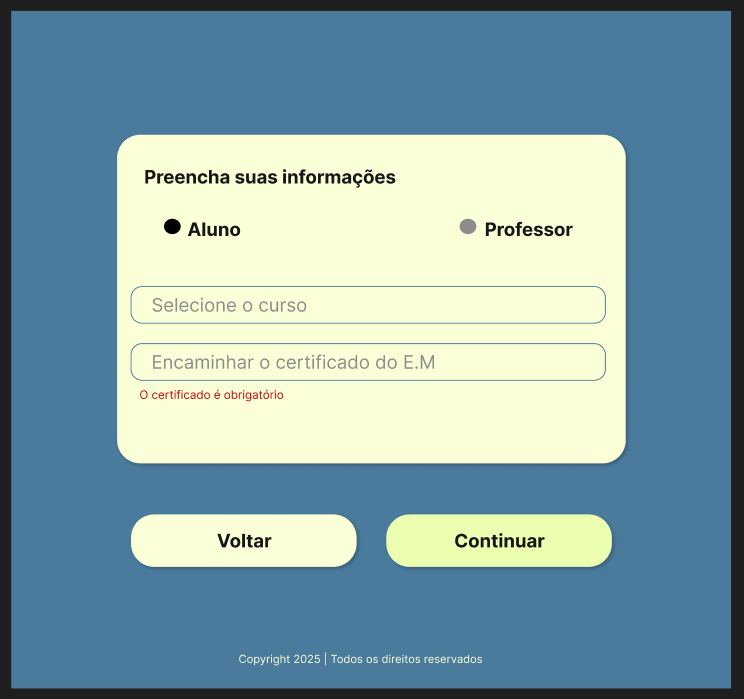 Preencha suas informações
Aluno
Professor
Selecione o curso
Encaminhar o certificado do E.M
O certificado é obrigatório
Voltar
Continuar
Copyright 2025 | Todos os direitos reservados